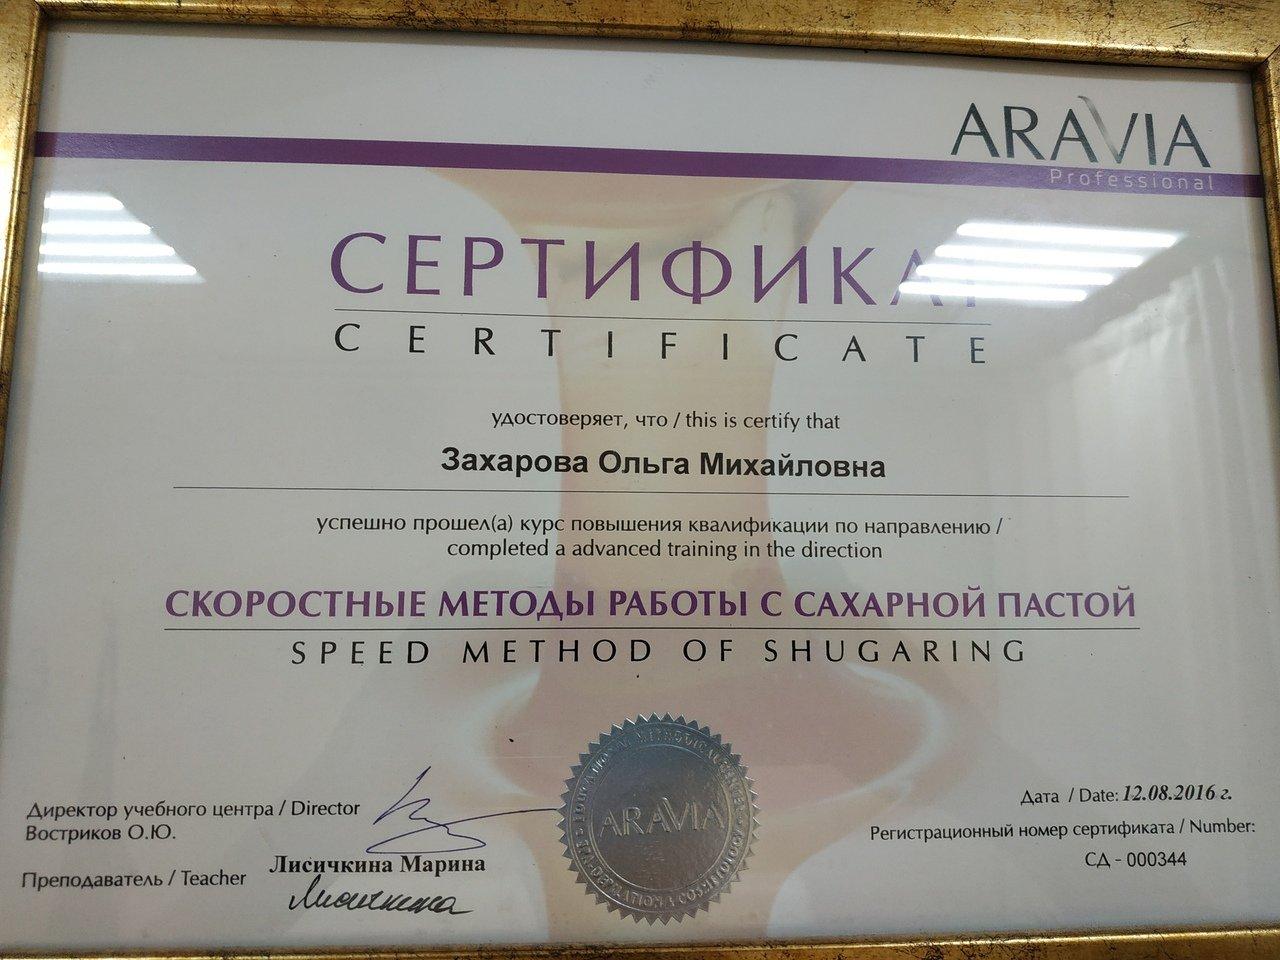 ARAVIA
Professional
СЕРТИФИКАТ
CERTIFICATE
удостоверяет, что / this is certify that
Захарова Ольга Михайловна
успешно прошел(а) курс повышения квалификации по направлению /
completed a advanced training in the direction
СКОРОСТНЫЕ МЕТОДЫ РАБОТЫ С САХАРНОЙ ПАСТОЙ
SPEED METHOD OF SHUGARING
Директор учебного центра / Director
Востриков О.Ю.
Лисичкина Марина
Преподаватель / Teacher
Лисичкина
ARAVIA
Дата / Date: 12.08.2016 г.
Регистрационный номер сертификата / Number:
СД - 000344